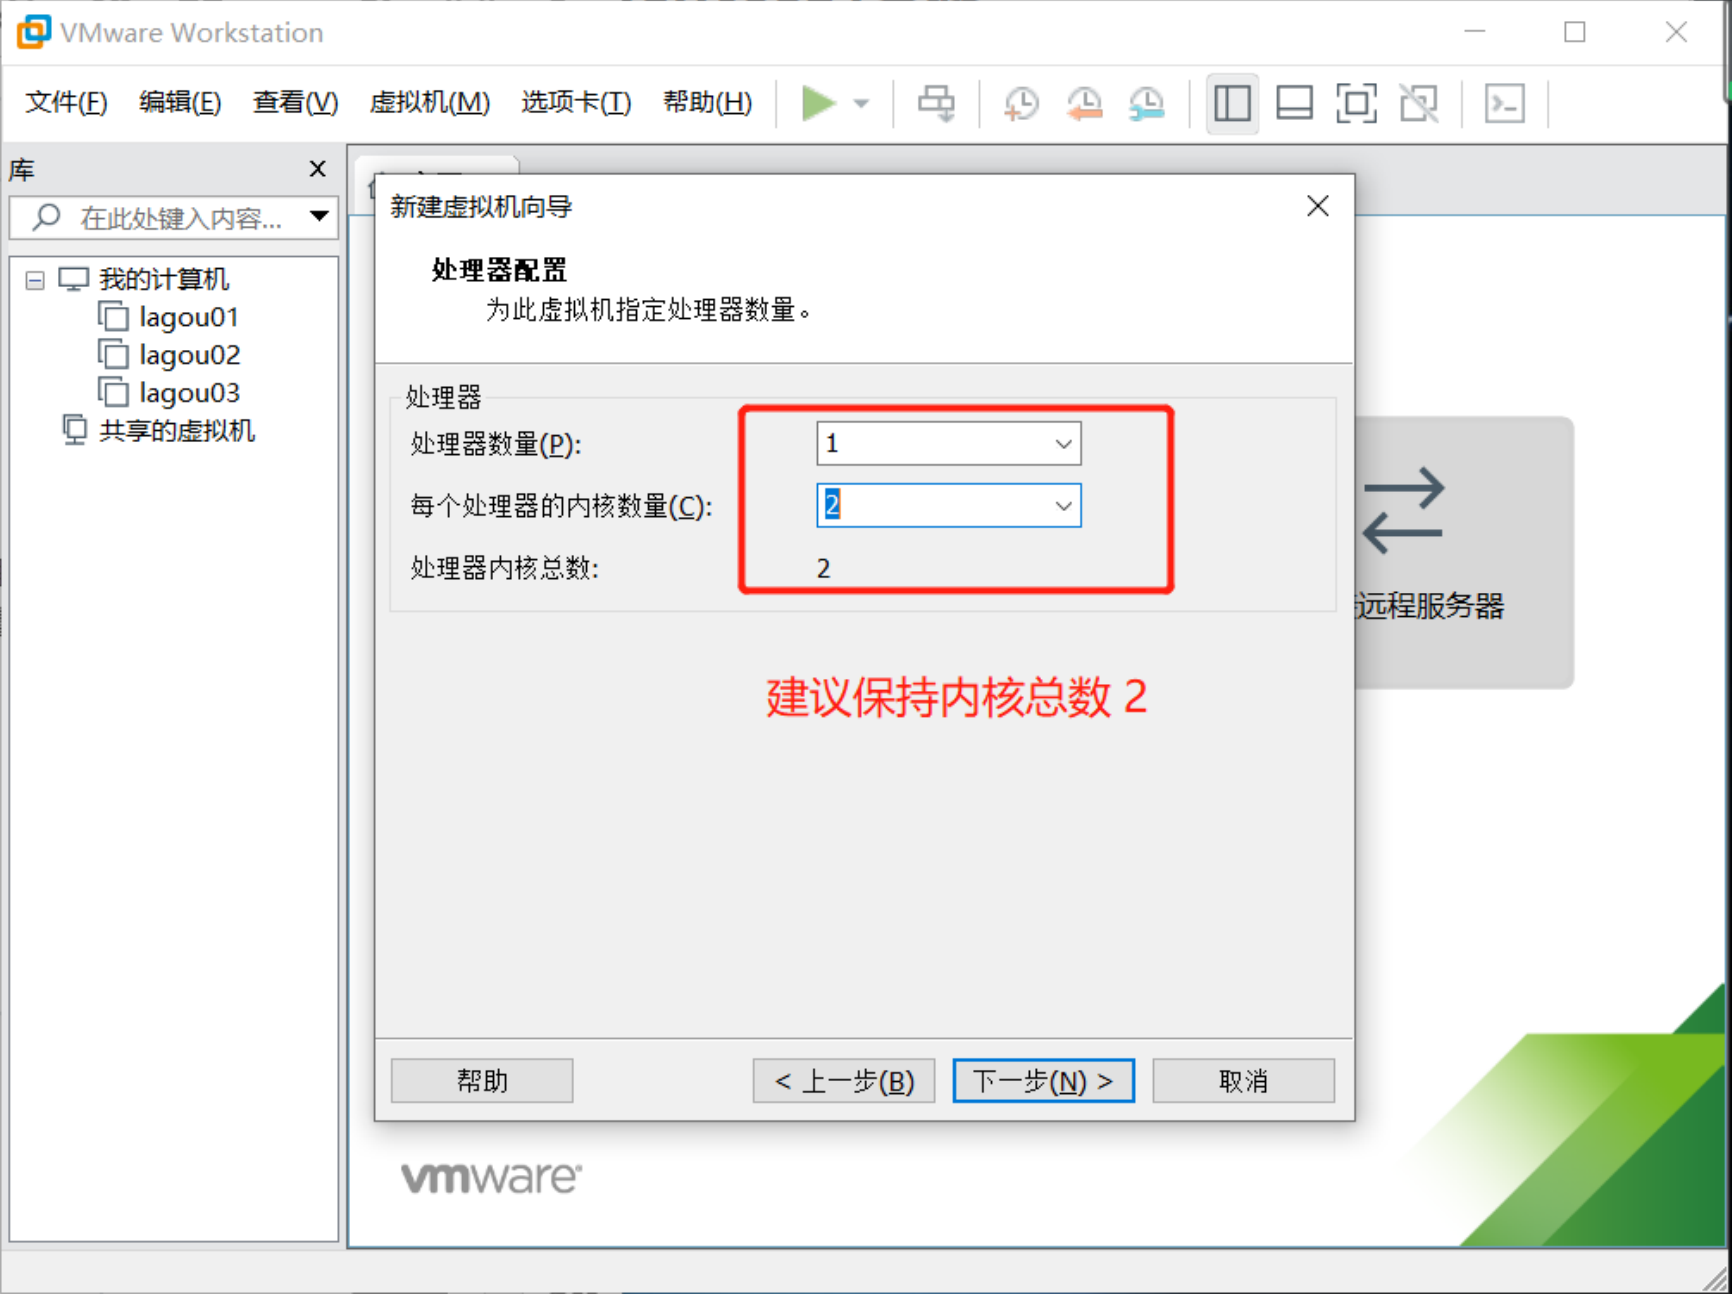 VMware Workstation
文件(F) 编辑(E) 查看(V) 虚拟机(M) 选项卡(T) 帮助(H)
库
在此处键入内容...
我的计算机
lagou01
lagou02
lagou03
共享的虚拟机
新建虚拟机向导
处理器配置
为此虚拟机指定处理器数量。
处理器
处理器数量(P): 1
每个处理器的内核数量(C): 2
处理器内核总数: 2
建议保持内核总数 2
远程服务器
帮助 < 上一步(B) 下一步(N) > 取消
vmware